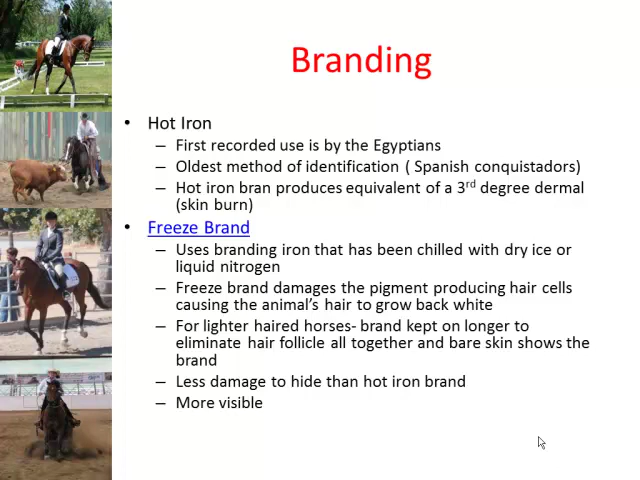 Branding
• Hot Iron
– First recorded use is by the Egyptians
– Oldest method of identification ( Spanish conquistadors)
– Hot iron bran produces equivalent of a 3rd degree dermal
(skin burn)
• Freeze Brand
– Uses branding iron that has been chilled with dry ice or
liquid nitrogen
– Freeze brand damages the pigment producing hair cells
causing the animal's hair to grow back white
– For lighter haired horses- brand kept on longer to
eliminate hair follicle all together and bare skin shows the
brand
– Less damage to hide than hot iron brand
– More visible